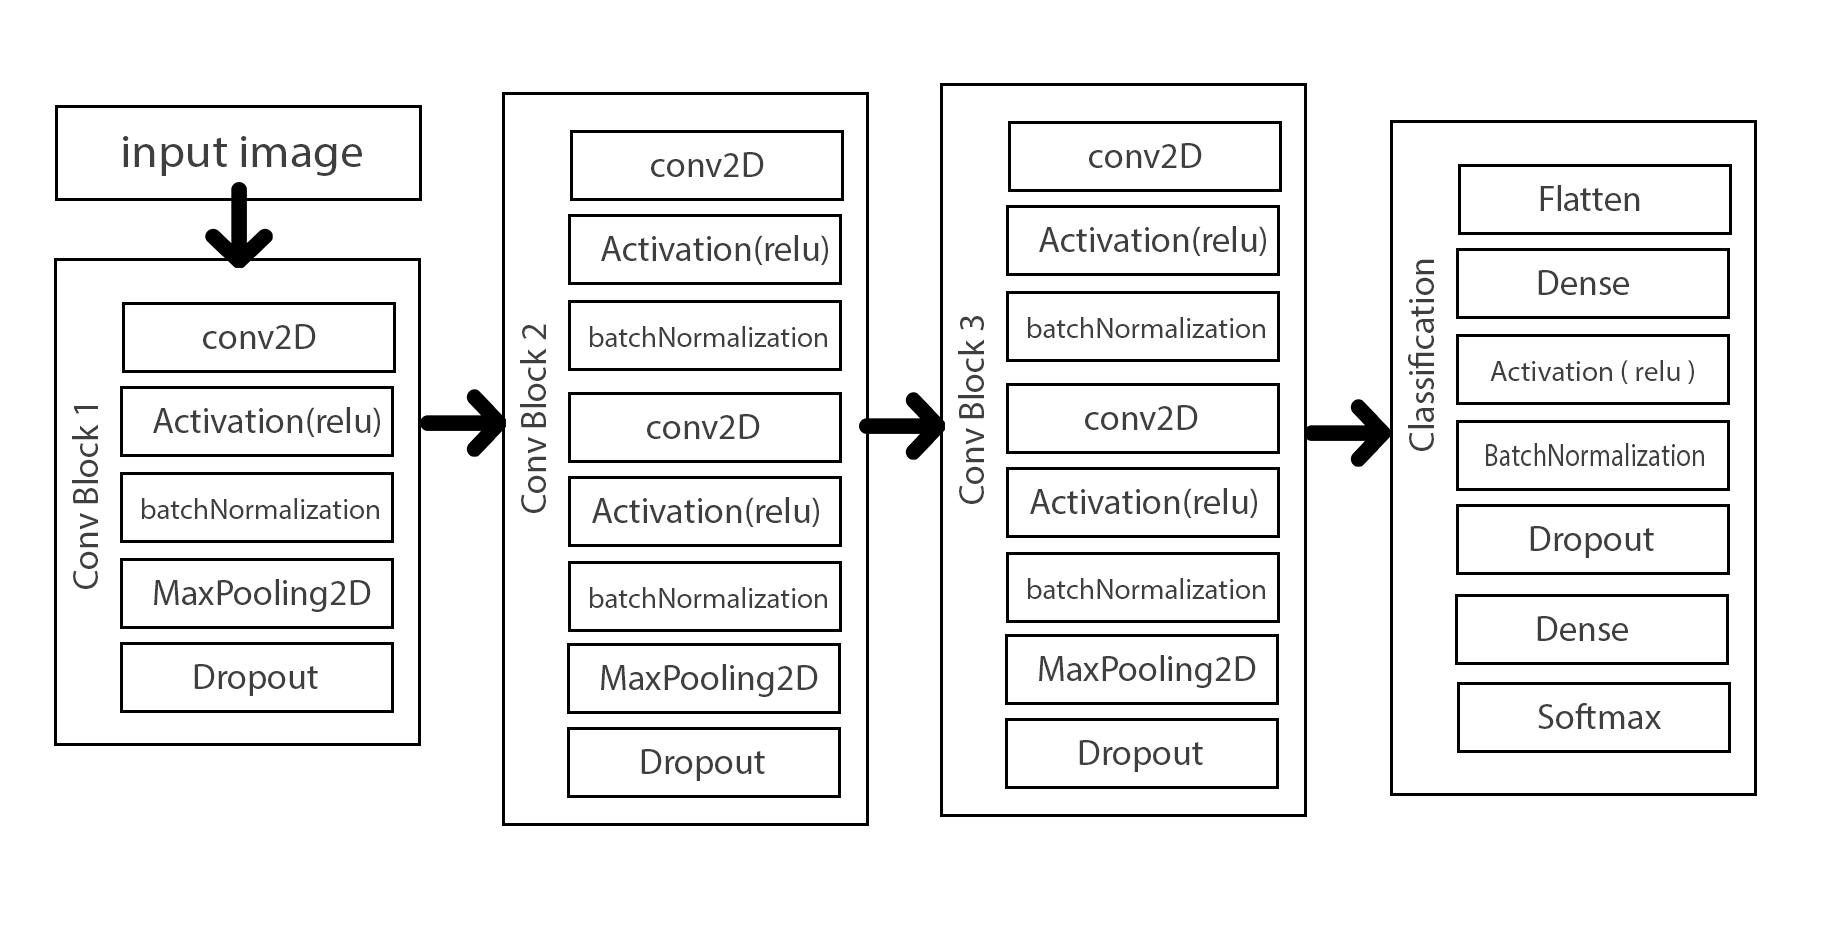 input image
Conv Block 1
conv2D
Activation(relu)
batchNormalization
MaxPooling2D
Dropout
Conv Block 2
conv2D
Activation(relu)
batchNormalization
conv2D
Activation(relu)
batchNormalization
MaxPooling2D
Dropout
Conv Block 3
conv2D
Activation(relu)
batchNormalization
conv2D
Activation(relu)
batchNormalization
MaxPooling2D
Dropout
Classification
Flatten
Dense
Activation ( relu )
BatchNormalization
Dropout
Dense
Softmax